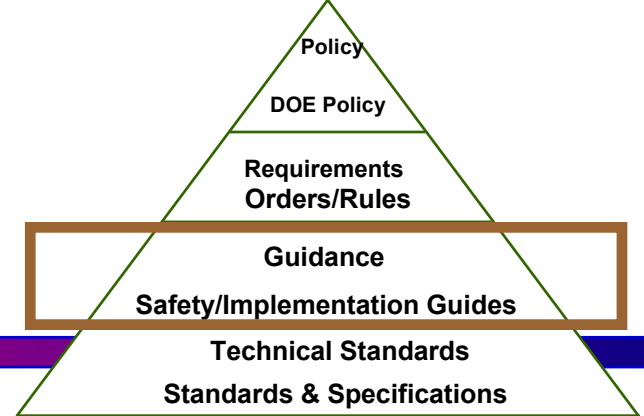 Policy
DOE Policy
Requirements
Orders/Rules
Guidance
Safety/Implementation Guides
Technical Standards
Standards & Specifications